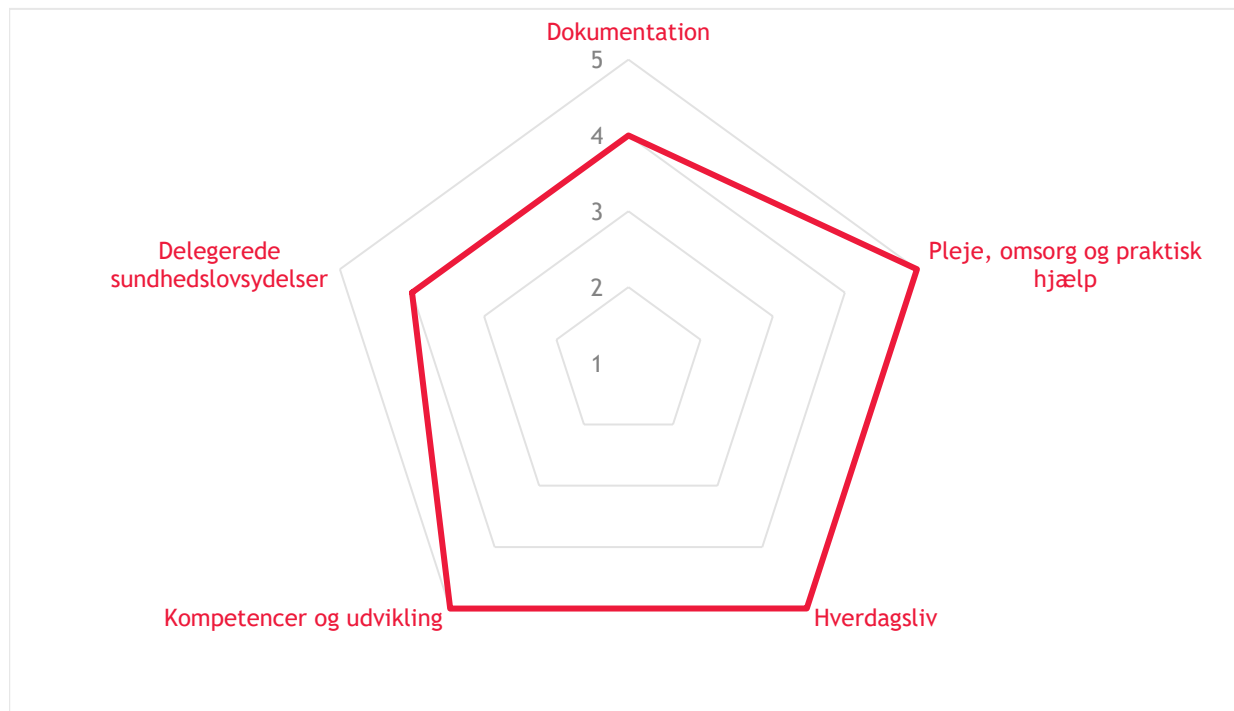 Dokumentation
5
4
3
2
1
Pleje, omsorg og praktisk
hjælp
Hverdagsliv
Kompetencer og udvikling
Delegerede
sundhedslovsydelser